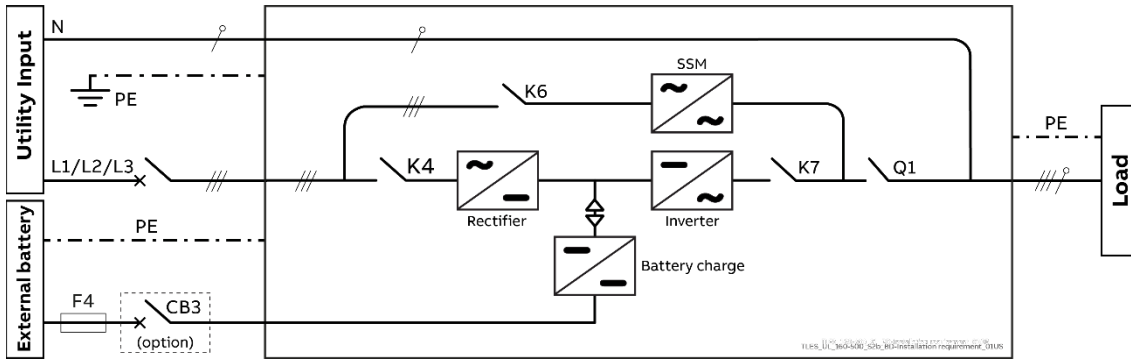 Utility Input
N
PE
L1/L2/L3
K6
SSM
K4
Rectifier
Inverter
K7
Q1
PE
Load
External battery
PE
Battery charge
F4
CB3
(option)